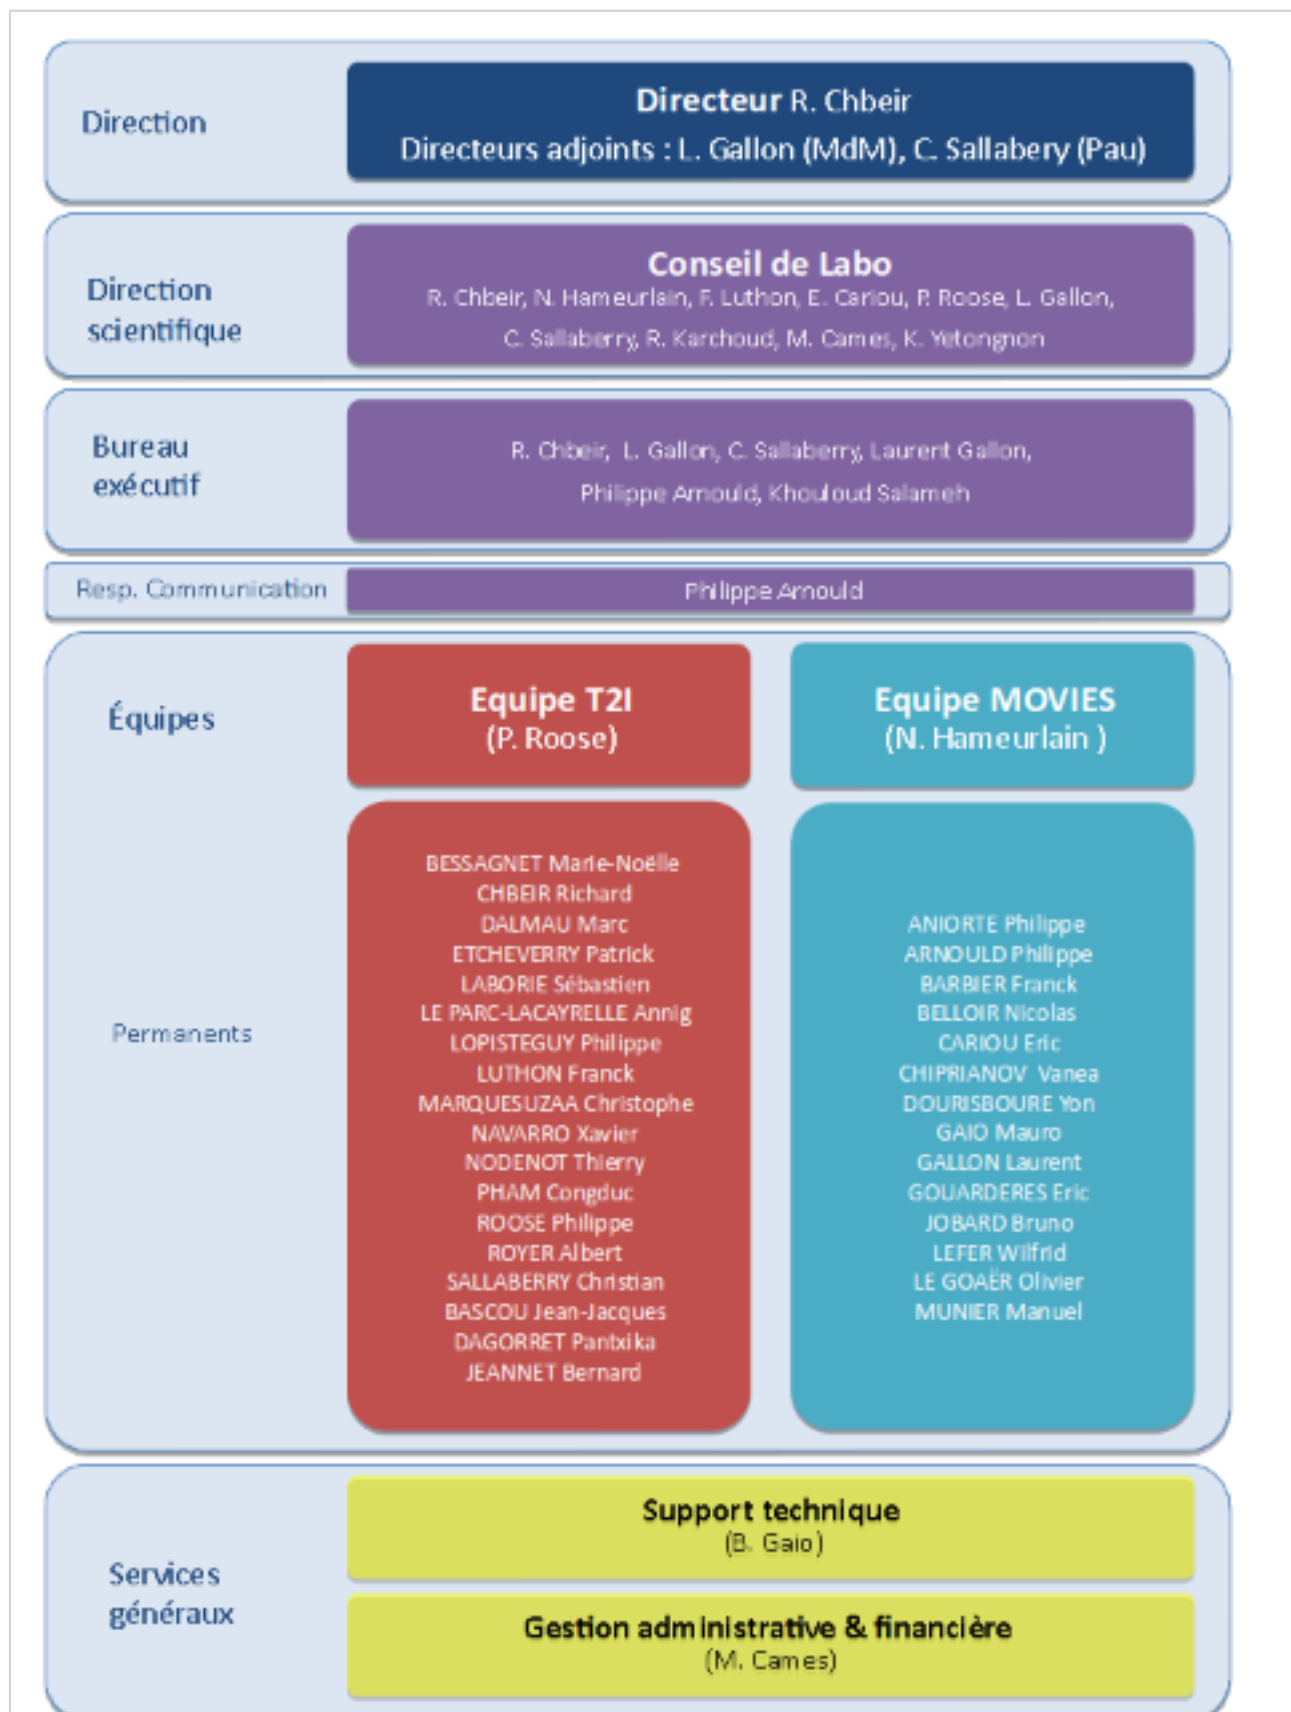 Direction
Directeur R. Chbeir
Directeurs adjoints : L. Gallon (MdM), C. Sallabery (Pau)
Direction
scientifique
Conseil de Labo
R. Chbeir, N. Hameurlain, F. Luthon, E. Cariou, P. Roose, L. Gallon,
C. Sallaberry, R. Karchoud, M. Cames, K. Yetongnon
Bureau
exécutif
R. Chbeir, L. Gallon, C. Sallaberry, Laurent Gallon,
Philippe Arnould, Khouloud Salameh
Resp. Communication
Philippe Arnould
Équipes
Equipe T2I
(P. Roose)
Equipe MOVIES
(N. Hameurlain )
Permanents
BESSAGNET Marie-Noëlle
CHBEIR Richard
DALMAU Marc
ETCHEVERRY Patrick
LABORIE Sébastien
LE PARC-LACAYRELLE Annig
LOPISTEGUY Philippe
LUTHON Franck
MARQUESUZAA Christophe
NAVARRO Xavier
NODENOT Thierry
PHAM Congduc
ROOSE Philippe
ROYER Albert
SALLABERRY Christian
BASCOU Jean-Jacques
DAGORRET Pantxika
JEANNET Bernard
ANIORTE Philippe
ARNOULD Philippe
BARBIER Franck
BELLOIR Nicolas
CARIOU Eric
CHIPRIANOV Vanea
DOURISBOURE Yon
GAIO Mauro
GALLON Laurent
GOUARDERES Eric
JOBARD Bruno
LEFER Wilfrid
LE GOAËR Olivier
MUNIER Manuel
Services
généraux
Support technique
(B. Gaio)
Gestion administrative & financière
(M. Cames)